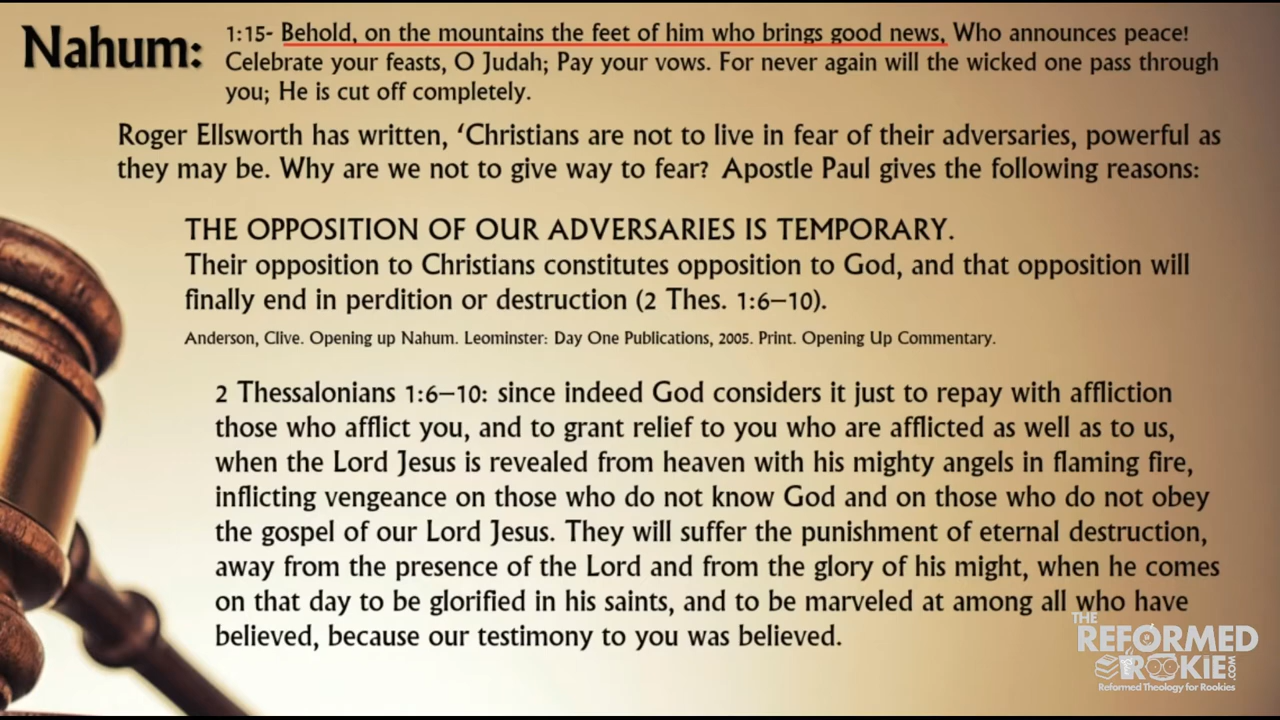 Nahum:
1:15- Behold, on the mountains the feet of him who brings good news, Who announces peace!
Celebrate your feasts, O Judah; Pay your vows. For never again will the wicked one pass through
you; He is cut off completely.
Roger Ellsworth has written, ‘Christians are not to live in fear of their adversaries, powerful as
they may be. Why are we not to give way to fear? Apostle Paul gives the following reasons:
THE OPPOSITION OF OUR ADVERSARIES IS TEMPORARY.
Their opposition to Christians constitutes opposition to God, and that opposition will
finally end in perdition or destruction (2 Thes. 1:6–10).
Anderson, Clive. Opening up Nahum. Leominster: Day One Publications, 2005. Print. Opening Up Commentary.
2 Thessalonians 1:6–10: since indeed God considers it just to repay with affliction
those who afflict you, and to grant relief to you who are afflicted as well as to us,
when the Lord Jesus is revealed from heaven with his mighty angels in flaming fire,
inflicting vengeance on those who do not know God and on those who do not obey
the gospel of our Lord Jesus. They will suffer the punishment of eternal destruction,
away from the presence of the Lord and from the glory of his might, when he comes
on that day to be glorified in his saints, and to be marveled at among all who have
believed, because our testimony to you was believed.
THE
REFORMED
ROOKIE.COM
Reformed Theology for Rookies